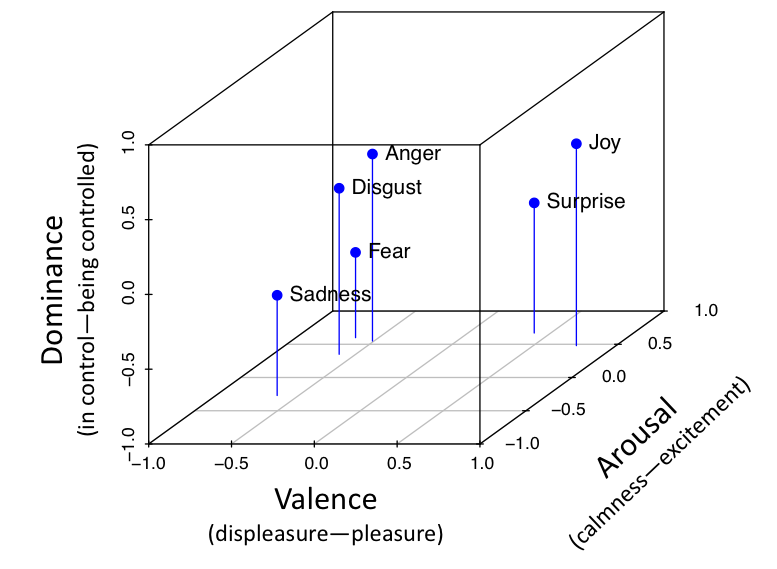 Anger
Joy
Disgust
Surprise
Fear
Sadness
Dominance
(in control—being controlled)
1.0
0.5
0.0
−0.5
−1.0
−1.0
−0.5
0.0
0.5
1.0
Valence
(displeasure—pleasure)
1.0
0.5
0.0
−0.5
−1.0
Arousal
(calmness—excitement)